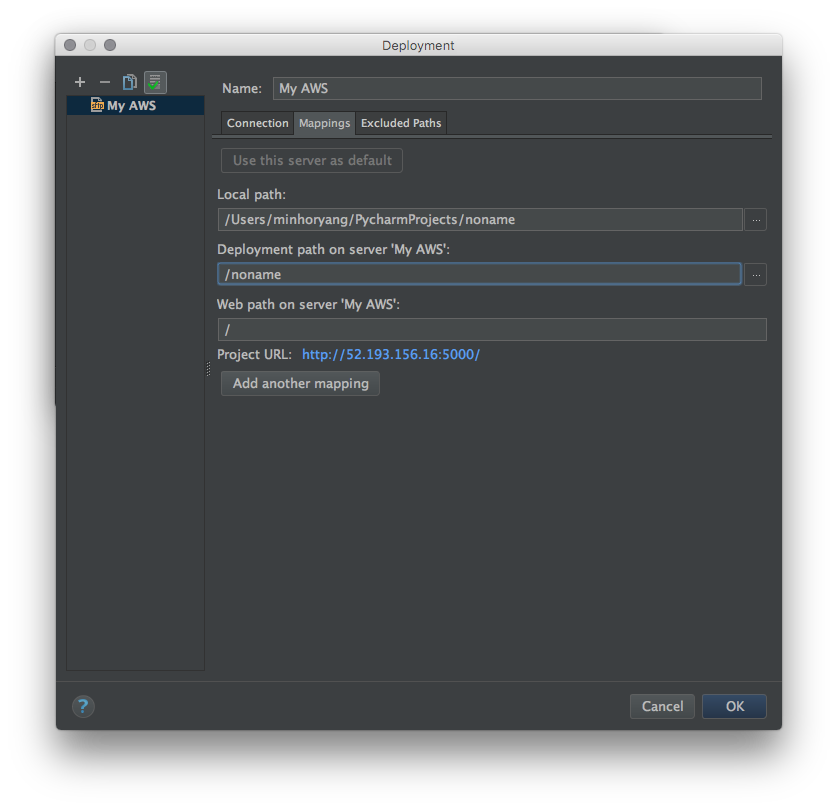 Deployment
My AWS
Name: My AWS
Connection Mappings Excluded Paths
Use this server as default
Local path:
/Users/minhoryang/PycharmProjects/noname ...
Deployment path on server 'My AWS':
/noname ...
Web path on server 'My AWS':
/
Project URL: http://52.193.156.16:5000/
Add another mapping
? Cancel OK